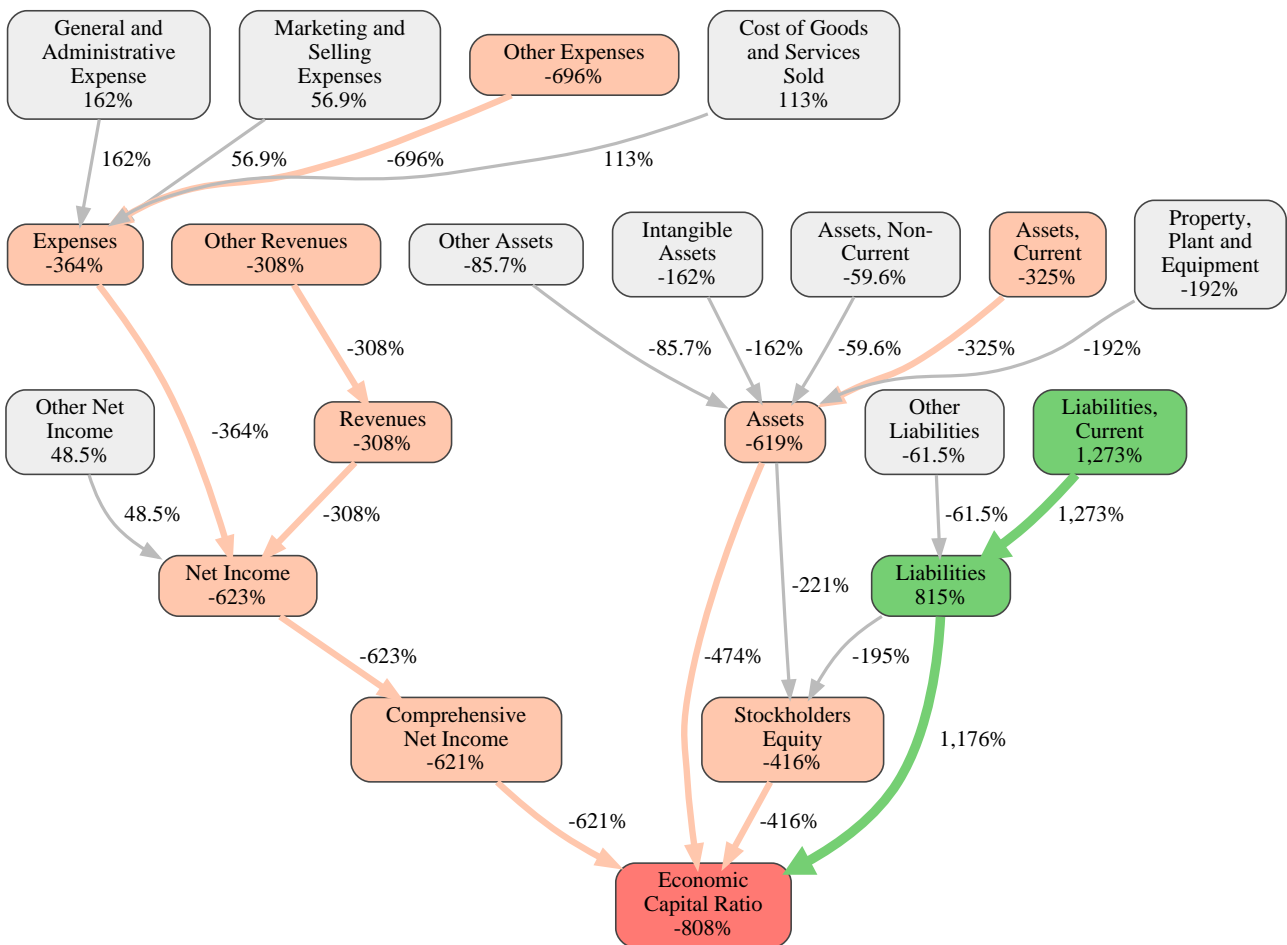 General and
Administrative
Expense
162%
Marketing and
Selling
Expenses
56.9%
Other Expenses
-696%
Cost of Goods
and Services
Sold
113%
162%
56.9%
-696%
113%
Expenses
-364%
Other Revenues
-308%
Other Assets
-85.7%
Intangible
Assets
-162%
Assets, Non-
Current
-59.6%
Assets,
Current
-325%
Property,
Plant and
Equipment
-192%
-308%
-85.7%
-162%
-59.6%
-325%
-192%
Other Net
Income
48.5%
-364%
Revenues
-308%
Assets
-619%
Other
Liabilities
-61.5%
Liabilities,
Current
1,273%
48.5%
-308%
-61.5%
1,273%
Net Income
-623%
-221%
Liabilities
815%
-623%
-474%
-195%
Comprehensive
Net Income
-621%
Stockholders
Equity
-416%
1,176%
-621%
-416%
Economic
Capital Ratio
-808%